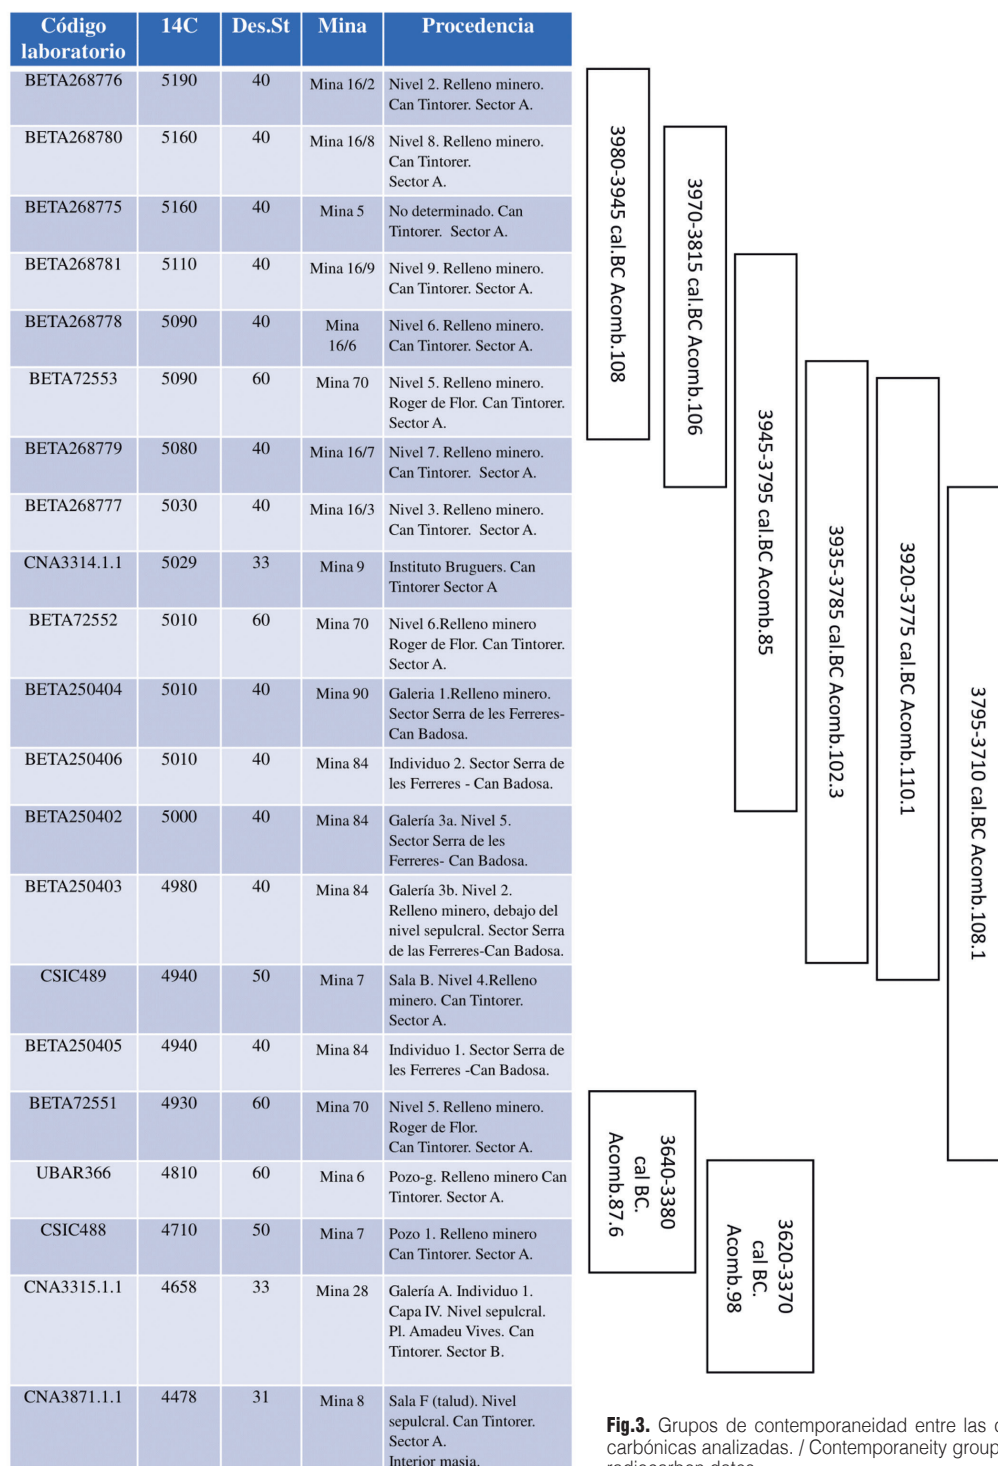 Código
laboratorio
14C
Des.St
Mina
Procedencia
BETA268776
5190
40
Mina 16/2
Nivel 2. Relleno minero.
Can Tintorer. Sector A.
BETA268780
5160
40
Mina 16/8
Nivel 8. Relleno minero.
Can Tintorer.
Sector A.
BETA268775
5160
40
Mina 5
No determinado. Can
Tintorer. Sector A.
BETA268781
5110
40
Mina 16/9
Nivel 9. Relleno minero.
Can Tintorer. Sector A.
BETA268778
5090
40
Mina
16/6
Nivel 6. Relleno minero.
Can Tintorer. Sector A.
BETA72553
5090
60
Mina 70
Nivel 5. Relleno minero.
Roger de Flor. Can Tintorer.
Sector A.
BETA268779
5080
40
Mina 16/7
Nivel 7. Relleno minero.
Can Tintorer. Sector A.
BETA268777
5030
40
Mina 16/3
Nivel 3. Relleno minero.
Can Tintorer. Sector A.
CNA3314.1.1
5029
33
Mina 9
Instituto Bruguers. Can
Tintorer Sector A
BETA72552
5010
60
Mina 70
Nivel 6.Relleno minero
Roger de Flor. Can Tintorer.
Sector A.
BETA250404
5010
40
Mina 90
Galeria 1.Relleno minero.
Sector Serra de les Ferreres-
Can Badosa.
BETA250406
5010
40
Mina 84
Individuo 2. Sector Serra de
les Ferreres - Can Badosa.
BETA250402
5000
40
Mina 84
Galería 3a. Nivel 5.
Sector Serra de les
Ferreres- Can Badosa.
BETA250403
4980
40
Mina 84
Galería 3b. Nivel 2.
Relleno minero, debajo del
nivel sepulcral. Sector Serra
de las Ferreres-Can Badosa.
CSIC489
4940
50
Mina 7
Sala B. Nivel 4.Relleno
minero. Can Tintorer.
Sector A.
BETA250405
4940
40
Mina 84
Individuo 1. Sector Serra de
les Ferreres -Can Badosa.
BETA72551
4930
60
Mina 70
Nivel 5. Relleno minero.
Roger de Flor.
Can Tintorer. Sector A.
UBAR366
4810
60
Mina 6
Pozo-g. Relleno minero Can
Tintorer. Sector A.
CSIC488
4710
50
Mina 7
Pozo 1. Relleno minero
Can Tintorer. Sector A.
CNA3315.1.1
4658
33
Mina 28
Galería A. Individuo 1.
Capa IV. Nivel sepulcral.
Pl. Amadeu Vives. Can
Tintorer. Sector B.
CNA3871.1.1
4478
31
Mina 8
Sala F (talud). Nivel
sepulcral. Can Tintorer.
Sector A.
Interior masia.
3980-3945 cal.BC Acomb.108
3970-3815 cal.BC Acomb.106
3945-3795 cal.BC Acomb.85
3935-3785 cal.BC Acomb.102.3
3920-3775 cal.BC Acomb.110.1
3795-3710 cal.BC Acomb.108.1
3640-3380
cal BC.
Acomb.87.6
3620-3370
cal BC.
Acomb.98
Fig.3. Grupos de contemporaneidad entre las
carbónicas analizadas. / Contemporaneity group